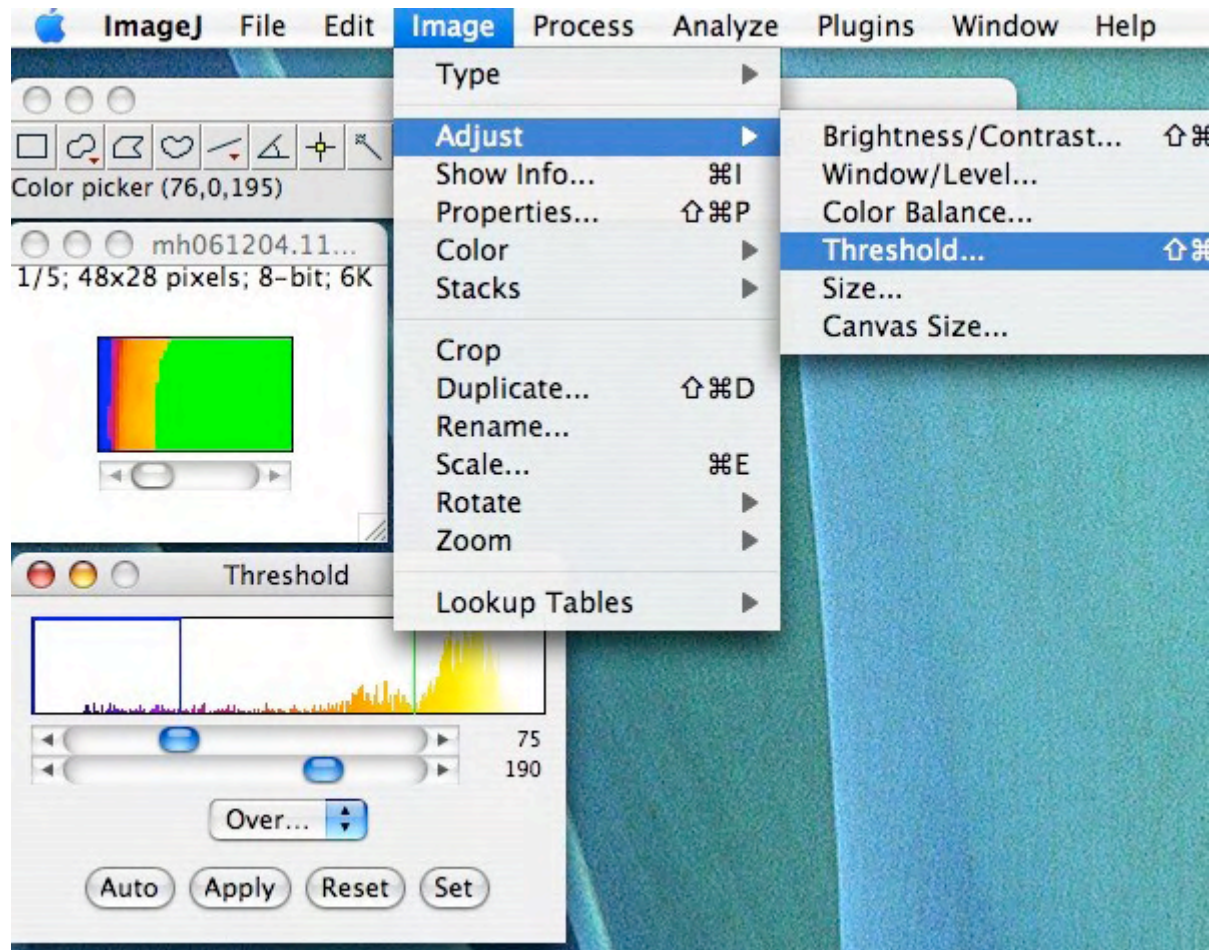 ImageJ File Edit Image Process Analyze Plugins Window Help
Type
Adjust
Show Info... ⌘I
Properties... ⇧⌘P
Color
Stacks
Crop
Duplicate... ⇧⌘D
Rename...
Scale... ⌘E
Rotate
Zoom
Lookup Tables
Brightness/Contrast... ⇧⌘
Window/Level...
Color Balance...
Threshold... ⇧⌘
Size...
Canvas Size...
Color picker (76,0,195)
mh061204.11...
1/5; 48x28 pixels; 8-bit; 6K
Threshold
75
190
Over...
Auto Apply Reset Set